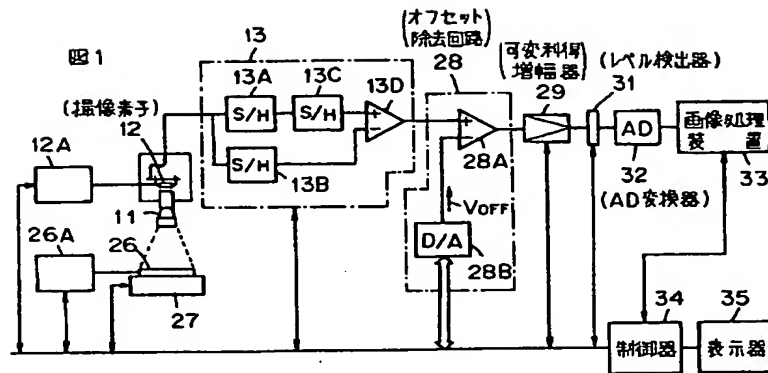 図1
13
13A
13C
13D
S/H
S/H
S/H
13B
(撮像素子)
12
12A
11
26A
26
27
(オフセット
除去回路)
28
28A
VOFF
D/A
28B
(可変利得
増幅器)
29
(レベル検出器)
31
AD
32
(AD変換器)
画像処理
装置
33
34
制御器
35
表示器